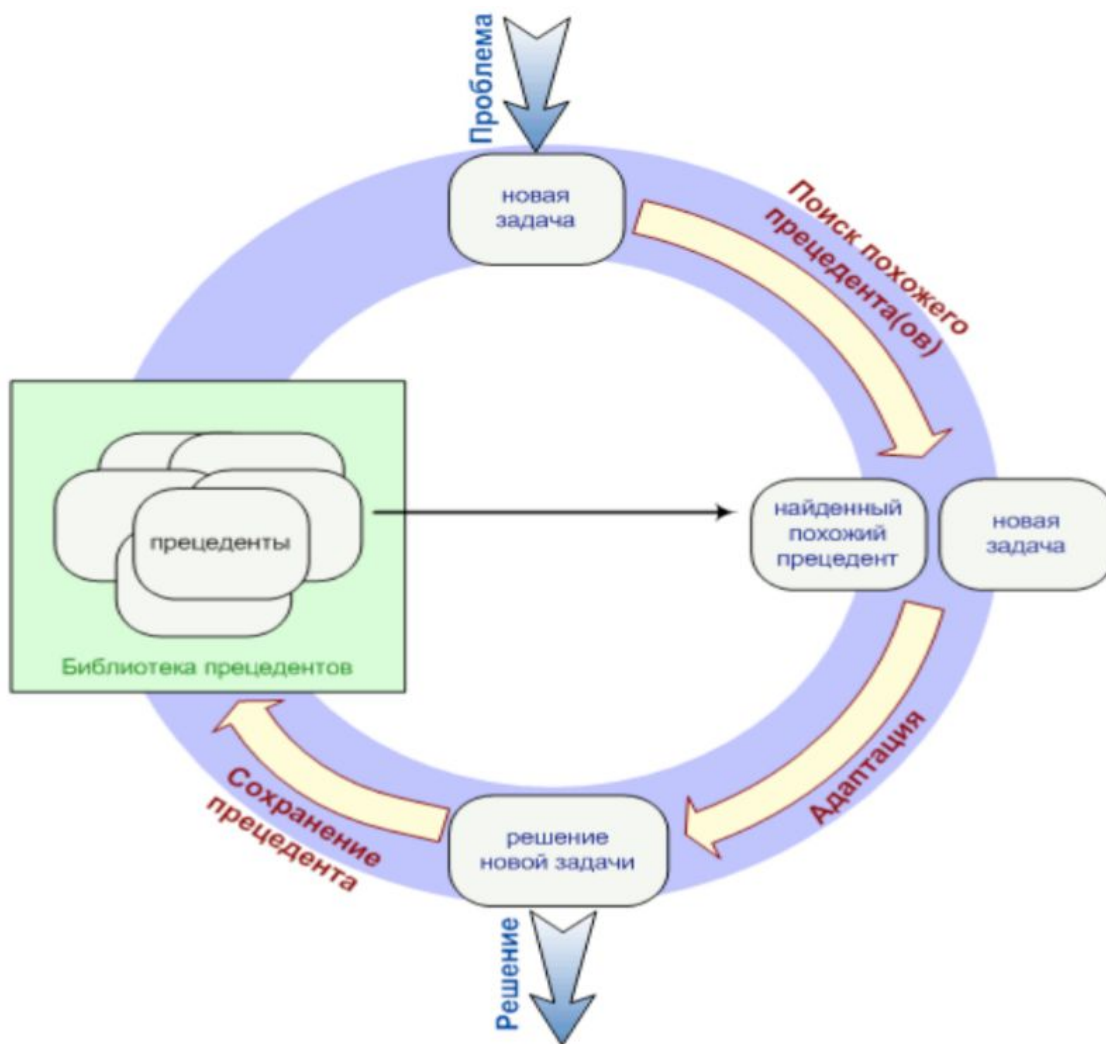 Проблема
новая
задача
Поиск похожего
прецедента(ов)
прецеденты
Библиотека прецедентов
найденный
похожий
прецедент
новая
задача
Адаптация
Сохранение
прецедента
решение
новой задачи
Решение